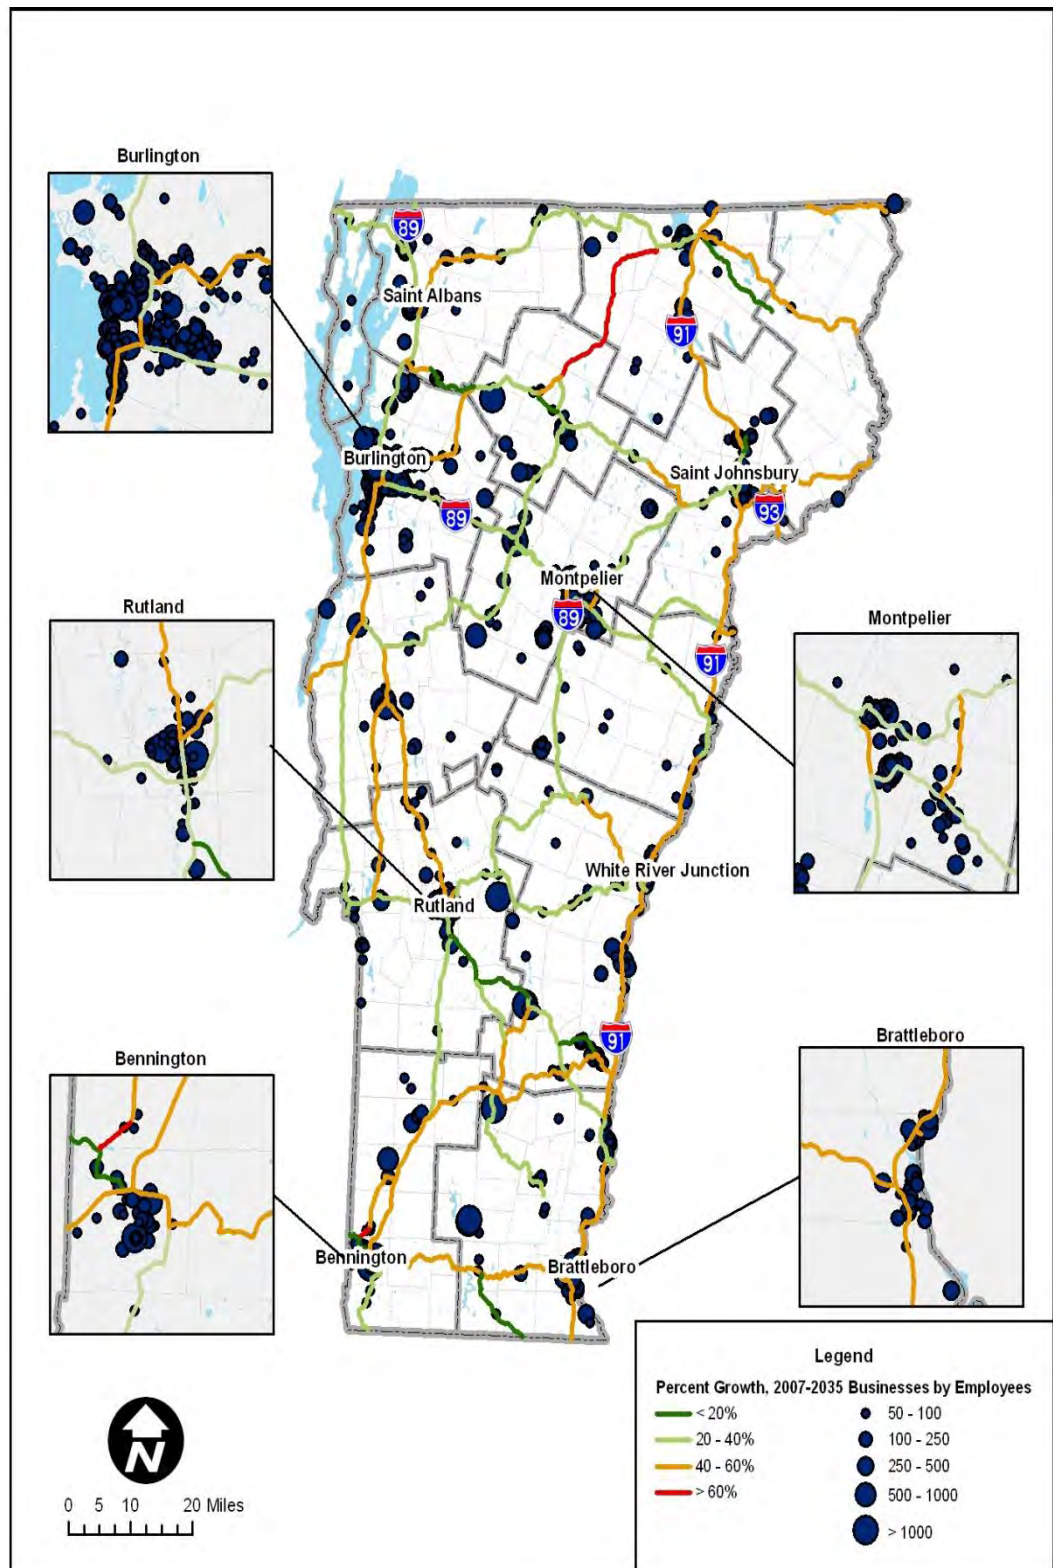 Burlington
89
Saint Albans
91
Burlington
Saint Johnsbury
89
93
Montpelier
Rutland
89
Montpelier
91
White River Junction
Rutland
91
Bennington
Brattleboro
Bennington
Brattleboro
Legend
Percent Growth, 2007-2035 Businesses by Employees
< 20% 50 - 100
20 - 40% 100 - 250
40 - 60% 250 - 500
> 60% 500 - 1000
> 1000
N
0 5 10 20 Miles